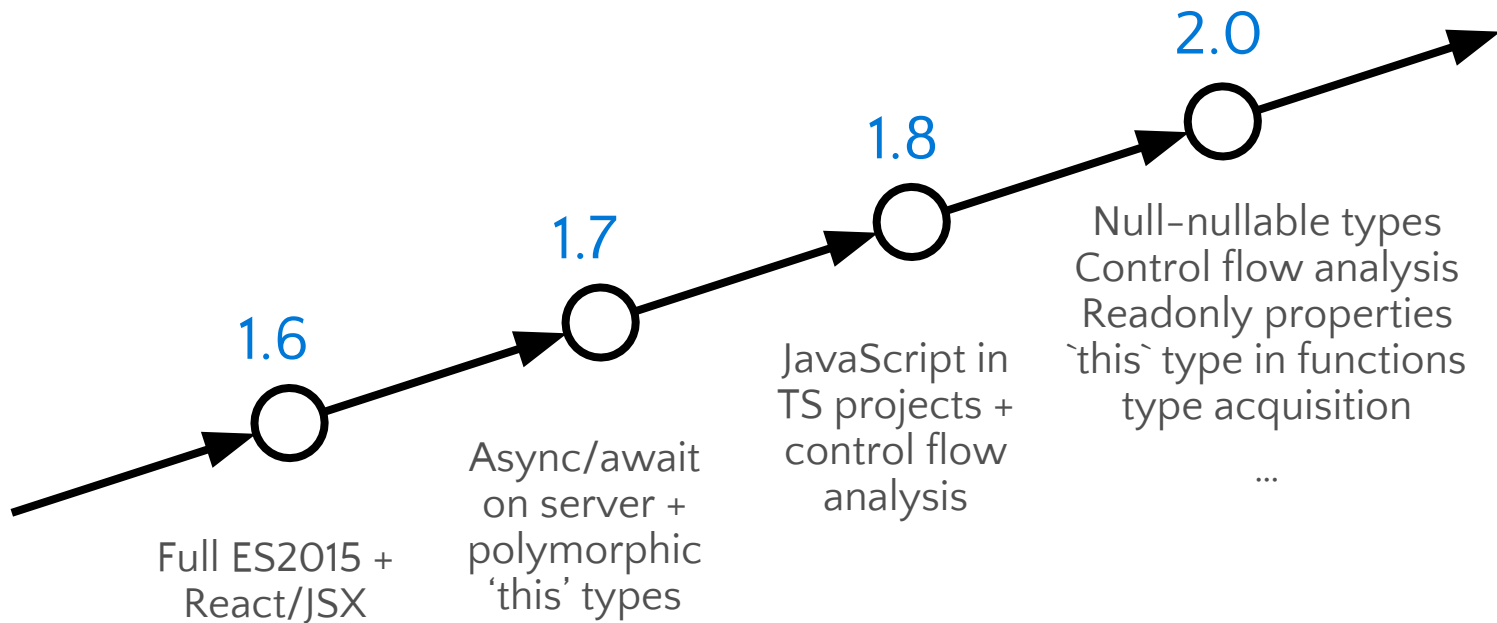 1.6
Full ES2015 +
React/JSX
1.7
Async/await
on server +
polymorphic
‘this’ types
1.8
JavaScript in
TS projects +
control flow
analysis
2.0
Null-nullable types
Control flow analysis
Readonly properties
`this` type in functions
type acquisition
...